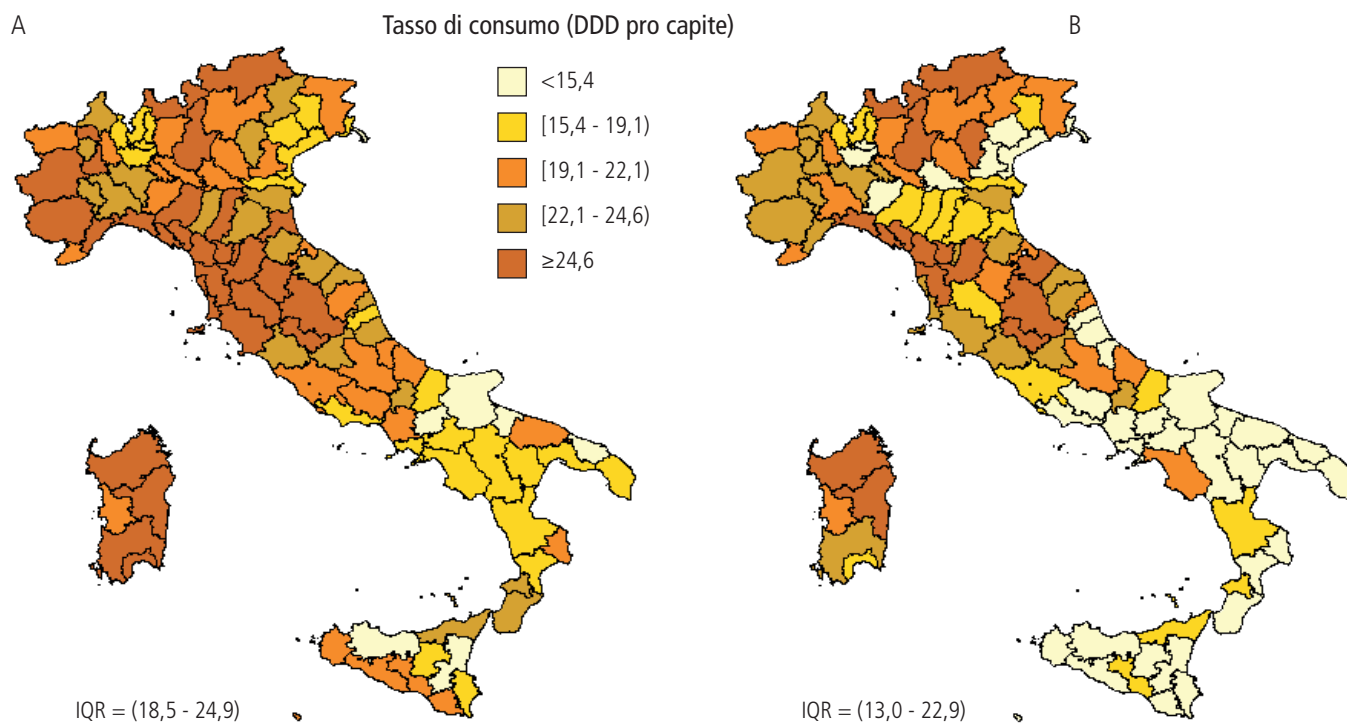 A
Tasso di consumo (DDD pro capite)
B
<15,4
[15,4 - 19,1)
[19,1 - 22,1)
[22,1 - 24,6)
≥24,6
IQR = (18,5 - 24,9)
IQR = (13,0 - 22,9)